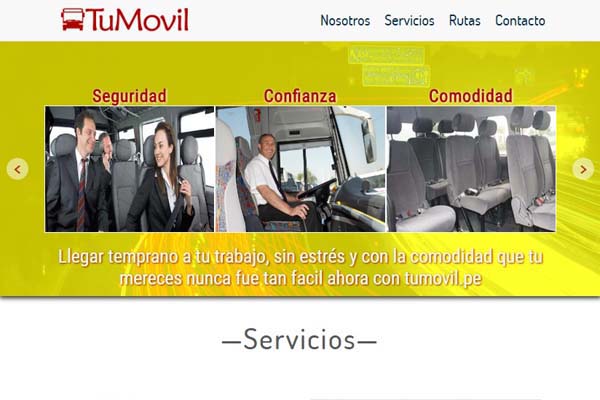 TuMovil
Nosotros Servicios Rutas Contacto
Seguridad Confianza Comodidad
Llegar temprano a tu trabajo, sin estrés y con la comodidad que tu
mereces nunca fue tan facil ahora con tumovil.pe
—Servicios—